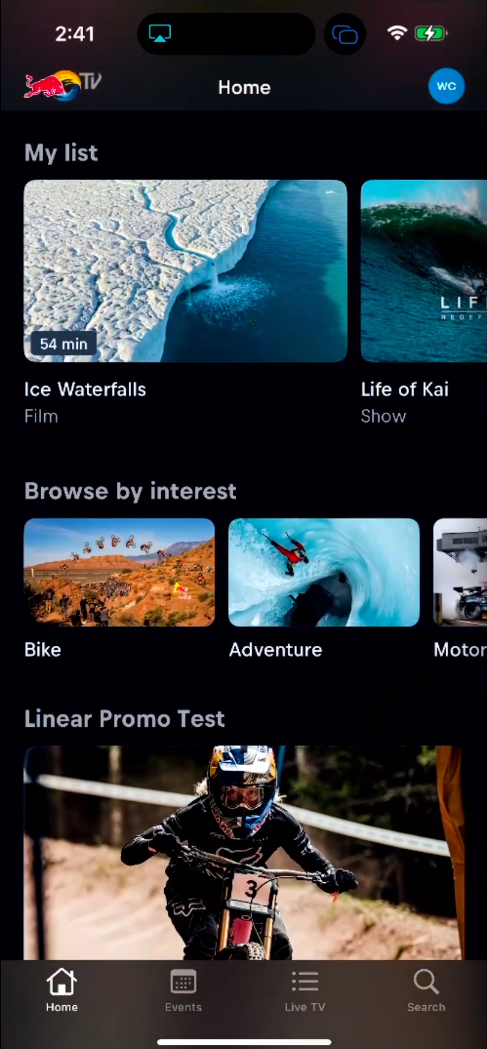 2:41
TV
Home
WC
My list
54 min
LIF
Ice Waterfalls
Life of Kai
Film
Show
Browse by interest
Bike
Adventure
Motor
Linear Promo Test
3
Home
Events
Live TV
Search